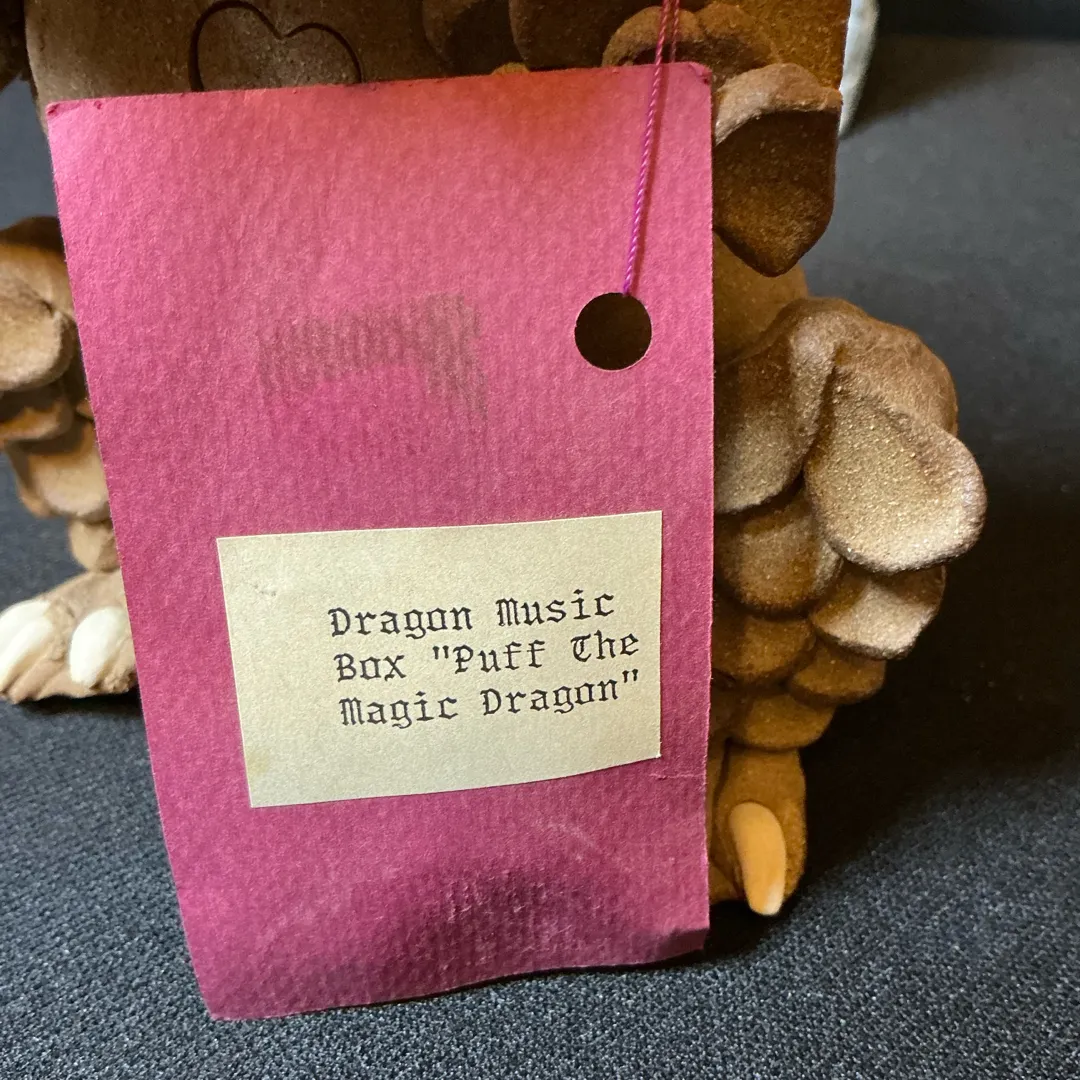 Dragon Music
Box "Puff The
Magic Dragon"